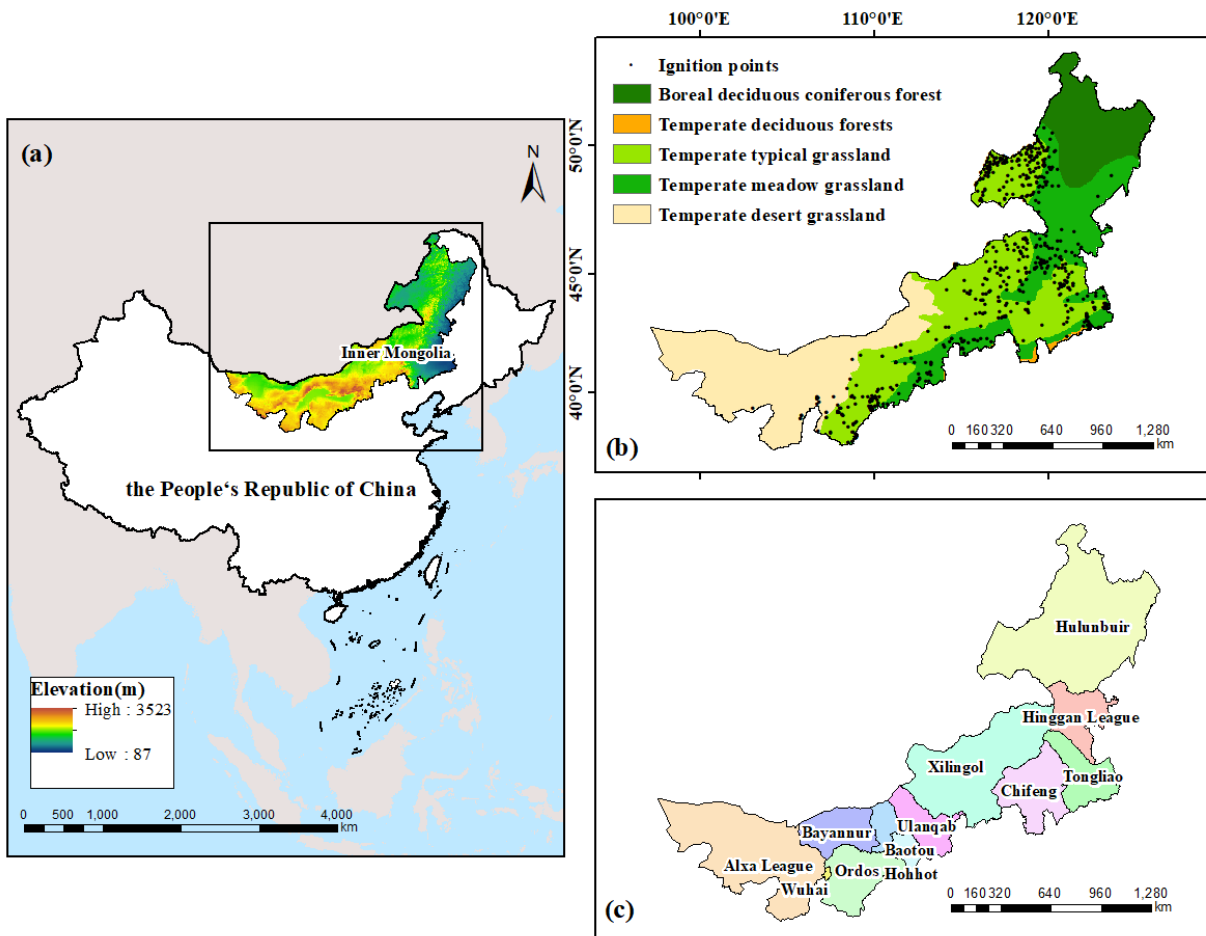 (a)
N
Inner Mongolia
the People‘s Republic of China
Elevation(m)
High : 3523
Low : 87
0 500 1,000 2,000 3,000 4,000
km
100°0'E 110°0'E 120°0'E
50°0'N
45°0'N
40°0'N
Ignition points
Boreal deciduous coniferous forest
Temperate deciduous forests
Temperate typical grassland
Temperate meadow grassland
Temperate desert grassland
(b)
0 160 320 640 960 1,280
km
Hulunbuir
Hinggan League
Xilingol
Tongliao
Chifeng
Ulanqab
Bayannur
Baotou
Alxa League
Ordos
Hohhot
Wuhai
(c)
0 160 320 640 960 1,280
km